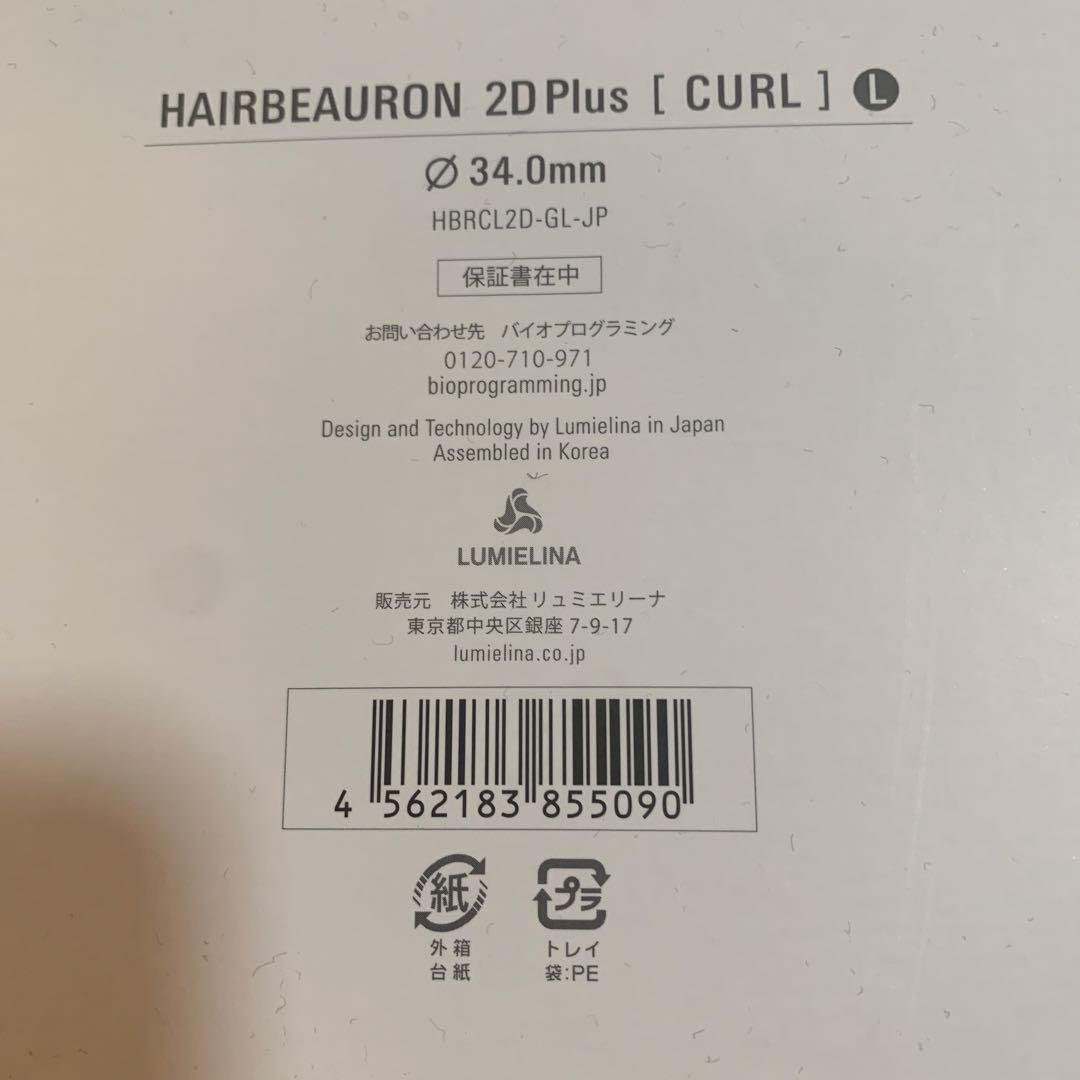 HAIRBEAURON 2D Plus [ CURL ] L
Ø 34.0mm
HBRCL2D-GL-JP
保証書在中
お問い合わせ先 バイオプログラミング
0120-710-971
bioprogramming.jp
Design and Technology by Lumielina in Japan
Assembled in Korea
LUMIELINA
販売元 株式会社リュミエリーナ
東京都中央区銀座 7-9-17
lumielina.co.jp
4 562183 855090
紙 プラ
外箱 トレイ
台紙 袋:PE